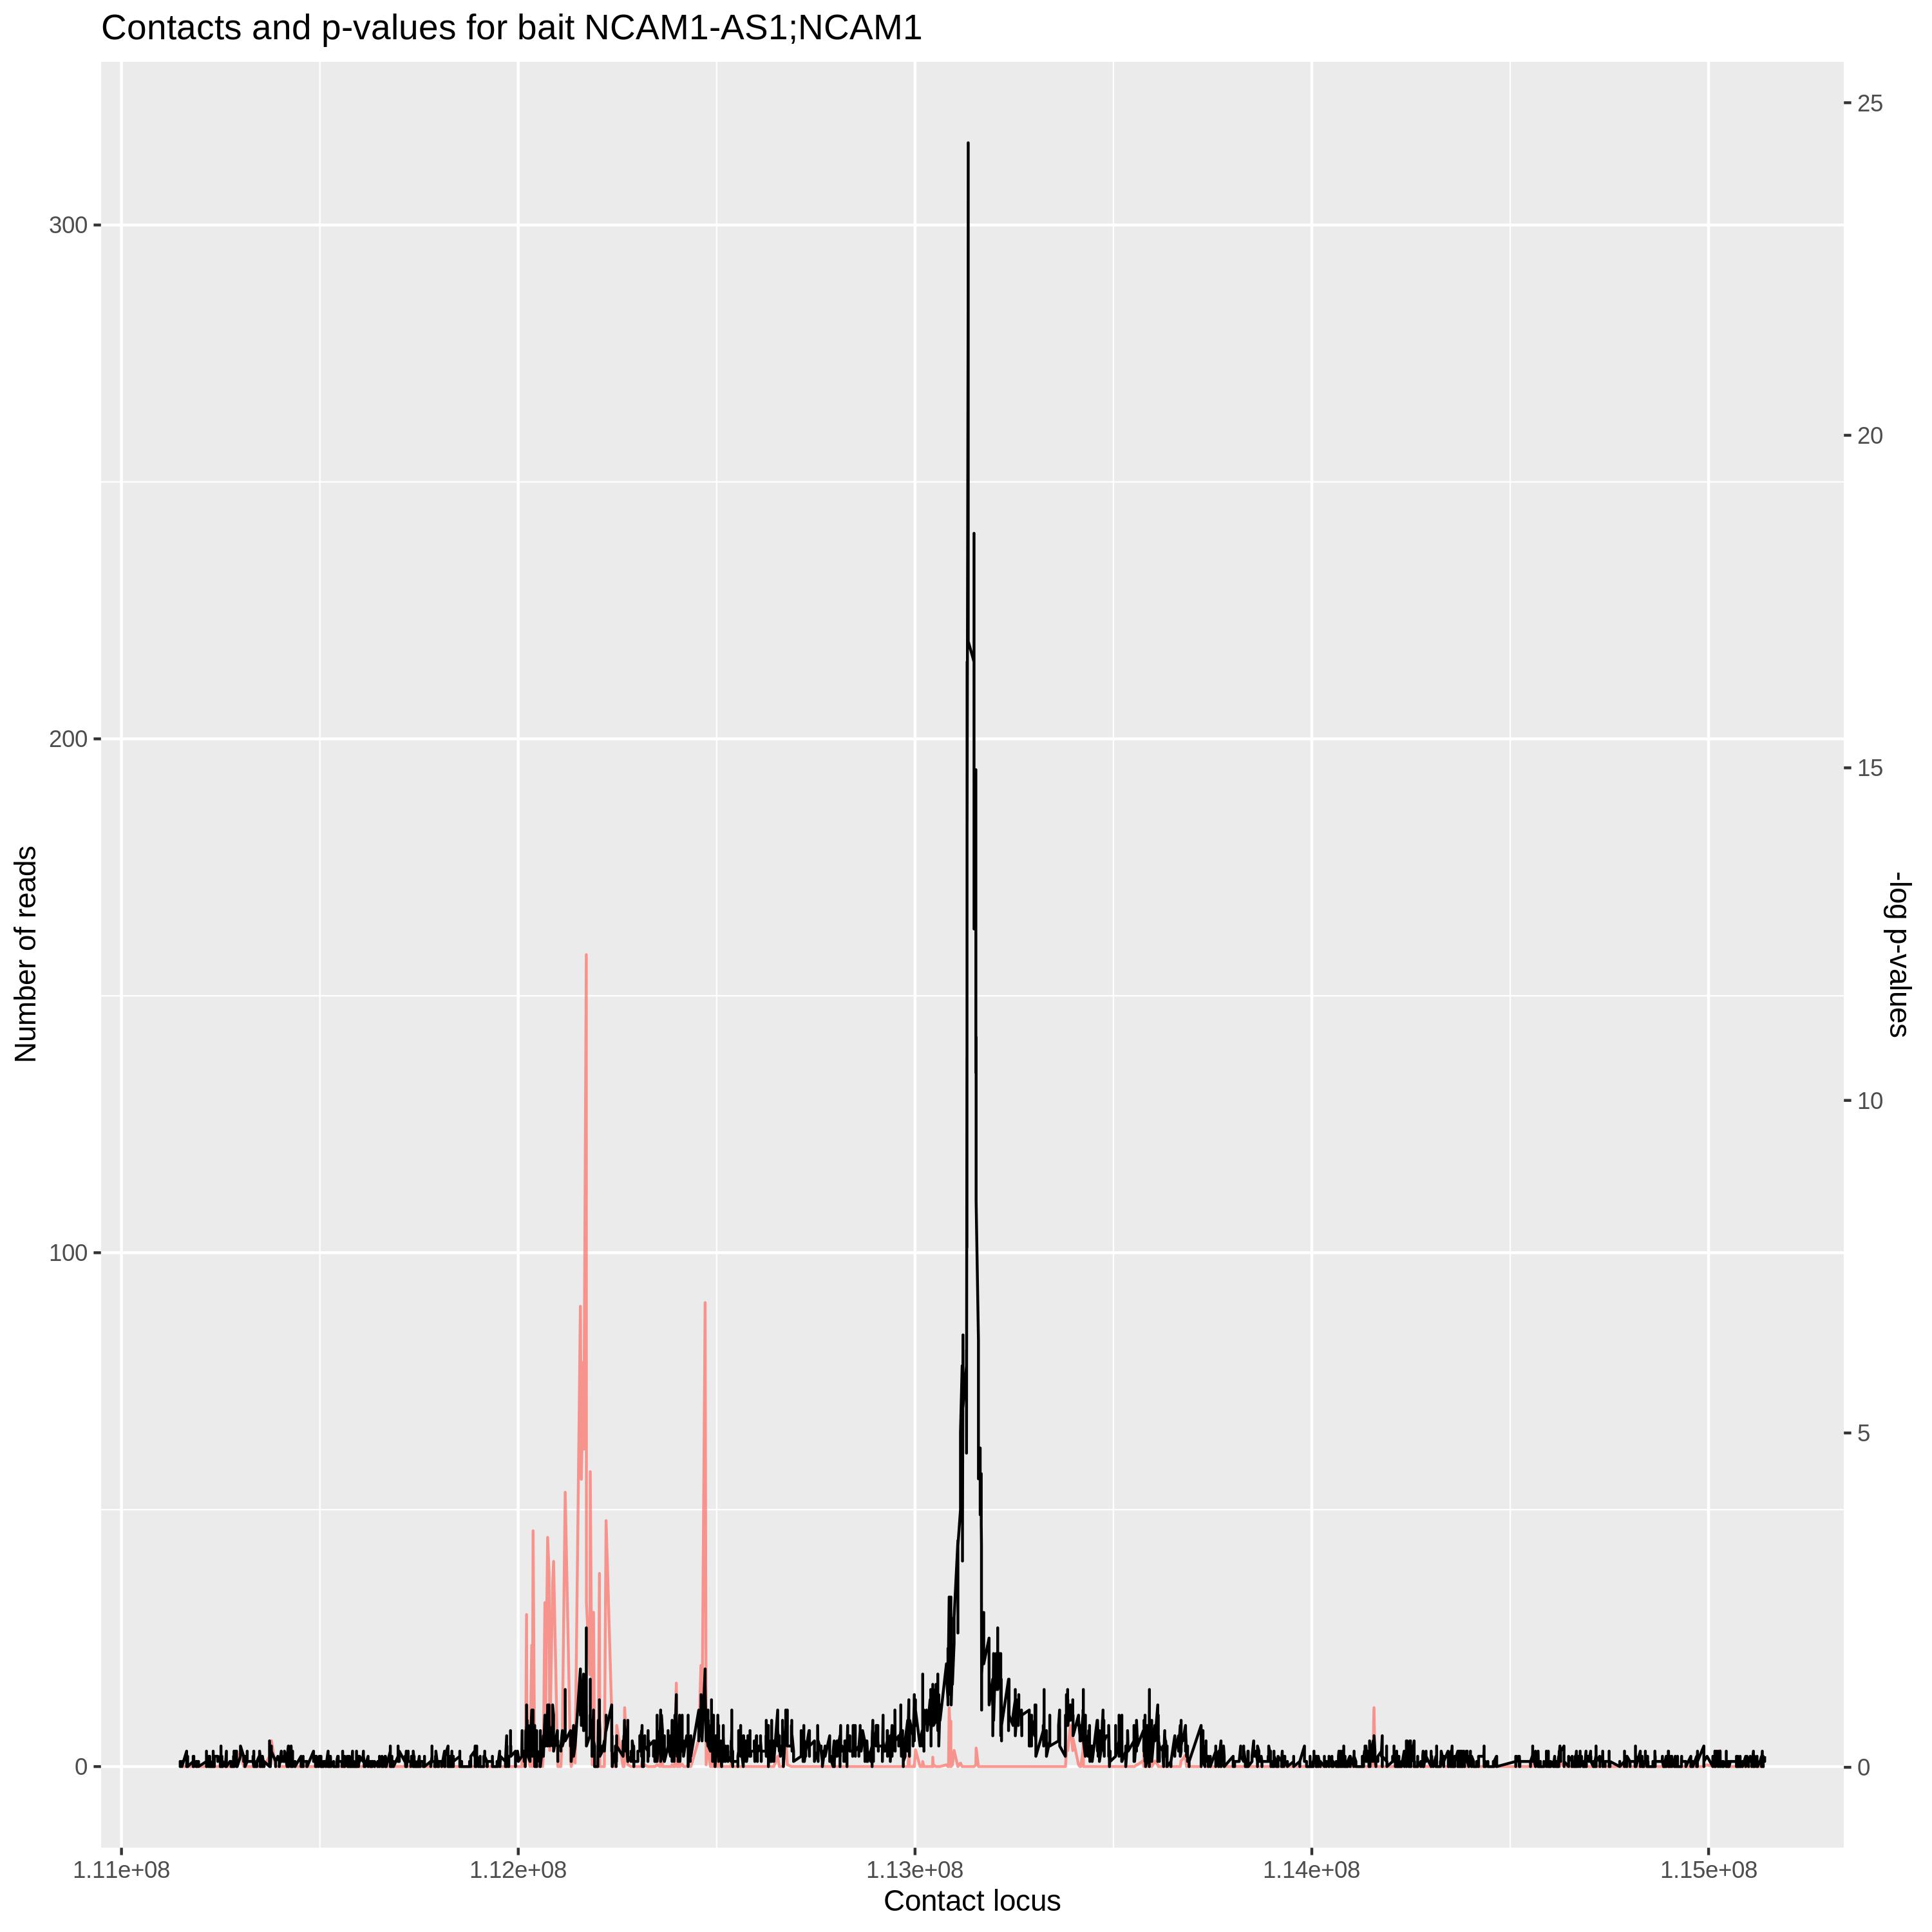 Contacts and p-values for bait NCAM1-AS1;NCAM1
300
200
100
0
Number of reads
25
20
15
10
5
0
-log p-values
1.11e+08 1.12e+08 1.13e+08 1.14e+08 1.15e+08
Contact locus